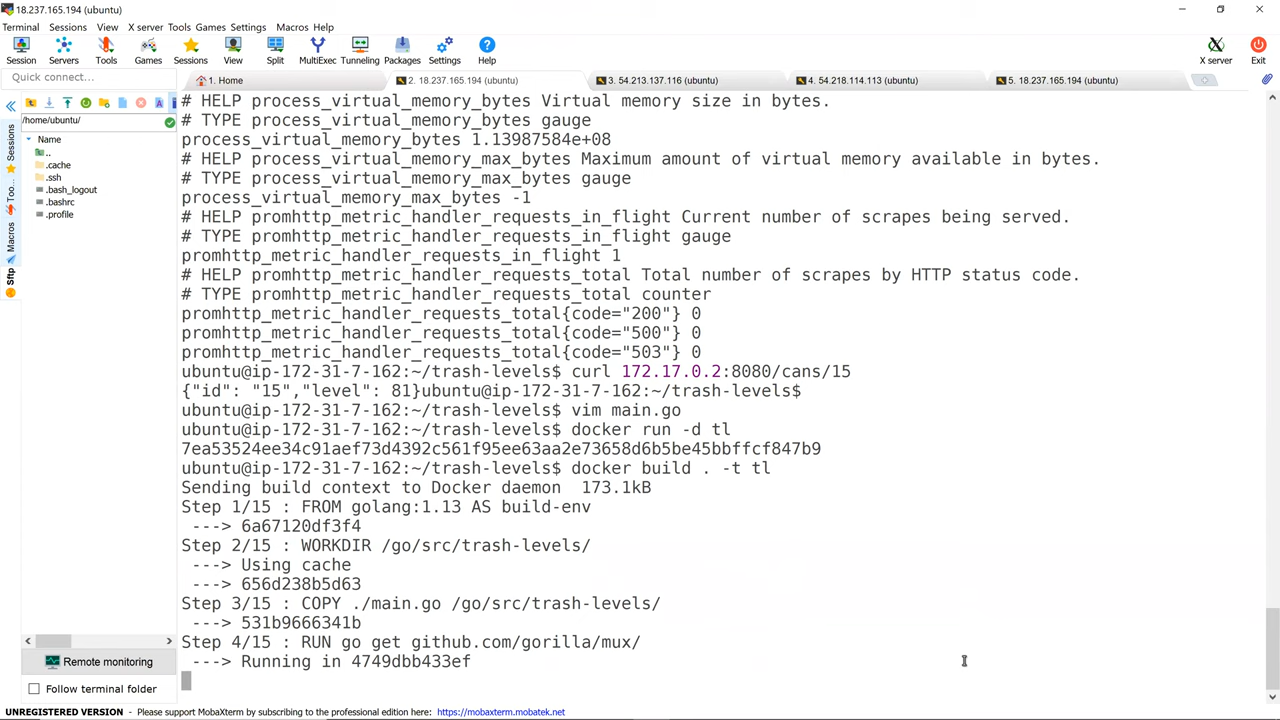 18.237.165.194 (ubuntu)
Terminal Sessions View X server Tools Games Settings Macros Help
Session Servers Tools Games Sessions View Split MultiExec Tunneling Packages Settings Help X server Exit
Quick connect...
1. Home 2. 18.237.165.194 (ubuntu) 3. 54.213.137.116 (ubuntu) 4. 54.218.114.113 (ubuntu) 5. 18.237.165.194 (ubuntu)
/home/ubuntu/
Name
..
.cache
.ssh
.bash_logout
.bashrc
.profile
Sessions
Too...
Macros
Sftp
# HELP process_virtual_memory_bytes Virtual memory size in bytes.
# TYPE process_virtual_memory_bytes gauge
process_virtual_memory_bytes 1.13987584e+08
# HELP process_virtual_memory_max_bytes Maximum amount of virtual memory available in bytes.
# TYPE process_virtual_memory_max_bytes gauge
process_virtual_memory_max_bytes -1
# HELP promhttp_metric_handler_requests_in_flight Current number of scrapes being served.
# TYPE promhttp_metric_handler_requests_in_flight gauge
promhttp_metric_handler_requests_in_flight 1
# HELP promhttp_metric_handler_requests_total Total number of scrapes by HTTP status code.
# TYPE promhttp_metric_handler_requests_total counter
promhttp_metric_handler_requests_total{code="200"} 0
promhttp_metric_handler_requests_total{code="500"} 0
promhttp_metric_handler_requests_total{code="503"} 0
ubuntu@ip-172-31-7-162:~/trash-levels$ curl 172.17.0.2:8080/cans/15
{"id": "15","level": 81}ubuntu@ip-172-31-7-162:~/trash-levels$
ubuntu@ip-172-31-7-162:~/trash-levels$ vim main.go
ubuntu@ip-172-31-7-162:~/trash-levels$ docker run -d tl
7ea53524ee34c91aef73d4392c561f95ee63aa2e73658d6b5be45bbffcf847b9
ubuntu@ip-172-31-7-162:~/trash-levels$ docker build . -t tl
Sending build context to Docker daemon  173.1kB
Step 1/15 : FROM golang:1.13 AS build-env
---> 6a67120df3f4
Step 2/15 : WORKDIR /go/src/trash-levels/
---> Using cache
---> 656d238b5d63
Step 3/15 : COPY ./main.go /go/src/trash-levels/
---> 531b9666341b
Step 4/15 : RUN go get github.com/gorilla/mux/
---> Running in 4749dbb433ef
Remote monitoring
Follow terminal folder
UNREGISTERED VERSION - Please support MobaXterm by subscribing to the professional edition here: https://mobaxterm.mobatek.net